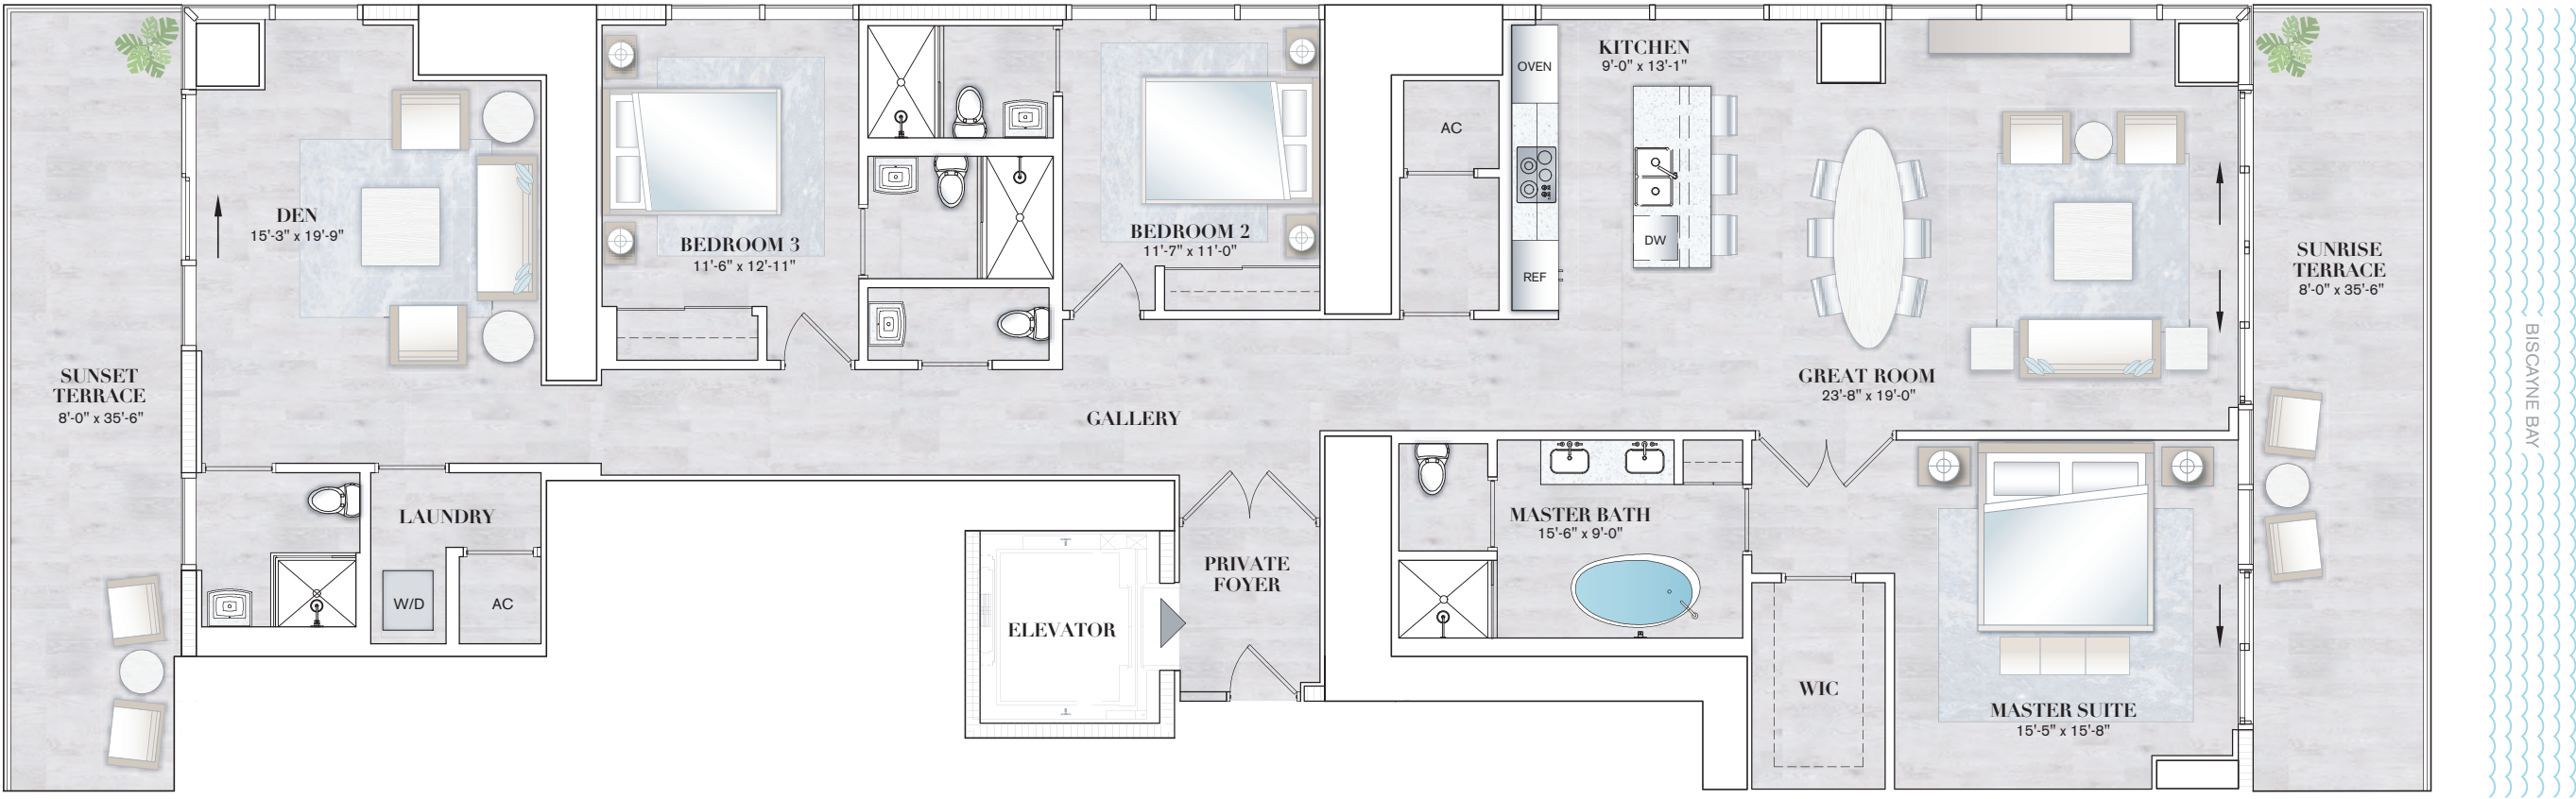 KITCHEN
9'-0" x 13'-1"
OVEN
AC
DW
REF
DEN
15'-3" x 19'-9"
BEDROOM 3
11'-6" x 12'-11"
BEDROOM 2
11'-7" x 11'-0"
SUNRISE
TERRACE
8'-0" x 35'-6"
BISCAYNE BAY
SUNSET
TERRACE
8'-0" x 35'-6"
GREAT ROOM
23'-8" x 19'-0"
GALLERY
LAUNDRY
W/D
AC
MASTER BATH
15'-6" x 9'-0"
PRIVATE
FOYER
ELEVATOR
WIC
MASTER SUITE
15'-5" x 15'-8"